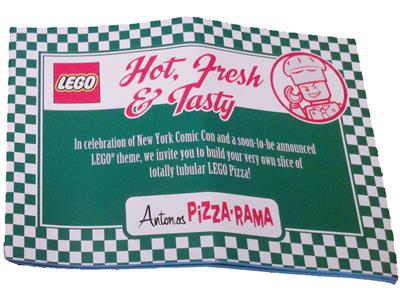 LEGO
Hot, Fresh
& Tasty
In celebration of New York Comic Con and a soon-to-be announced
LEGO® theme, we invite you to build your very own slice of
totally tubular LEGO Pizza!
Antonios PiZZA-RAMA